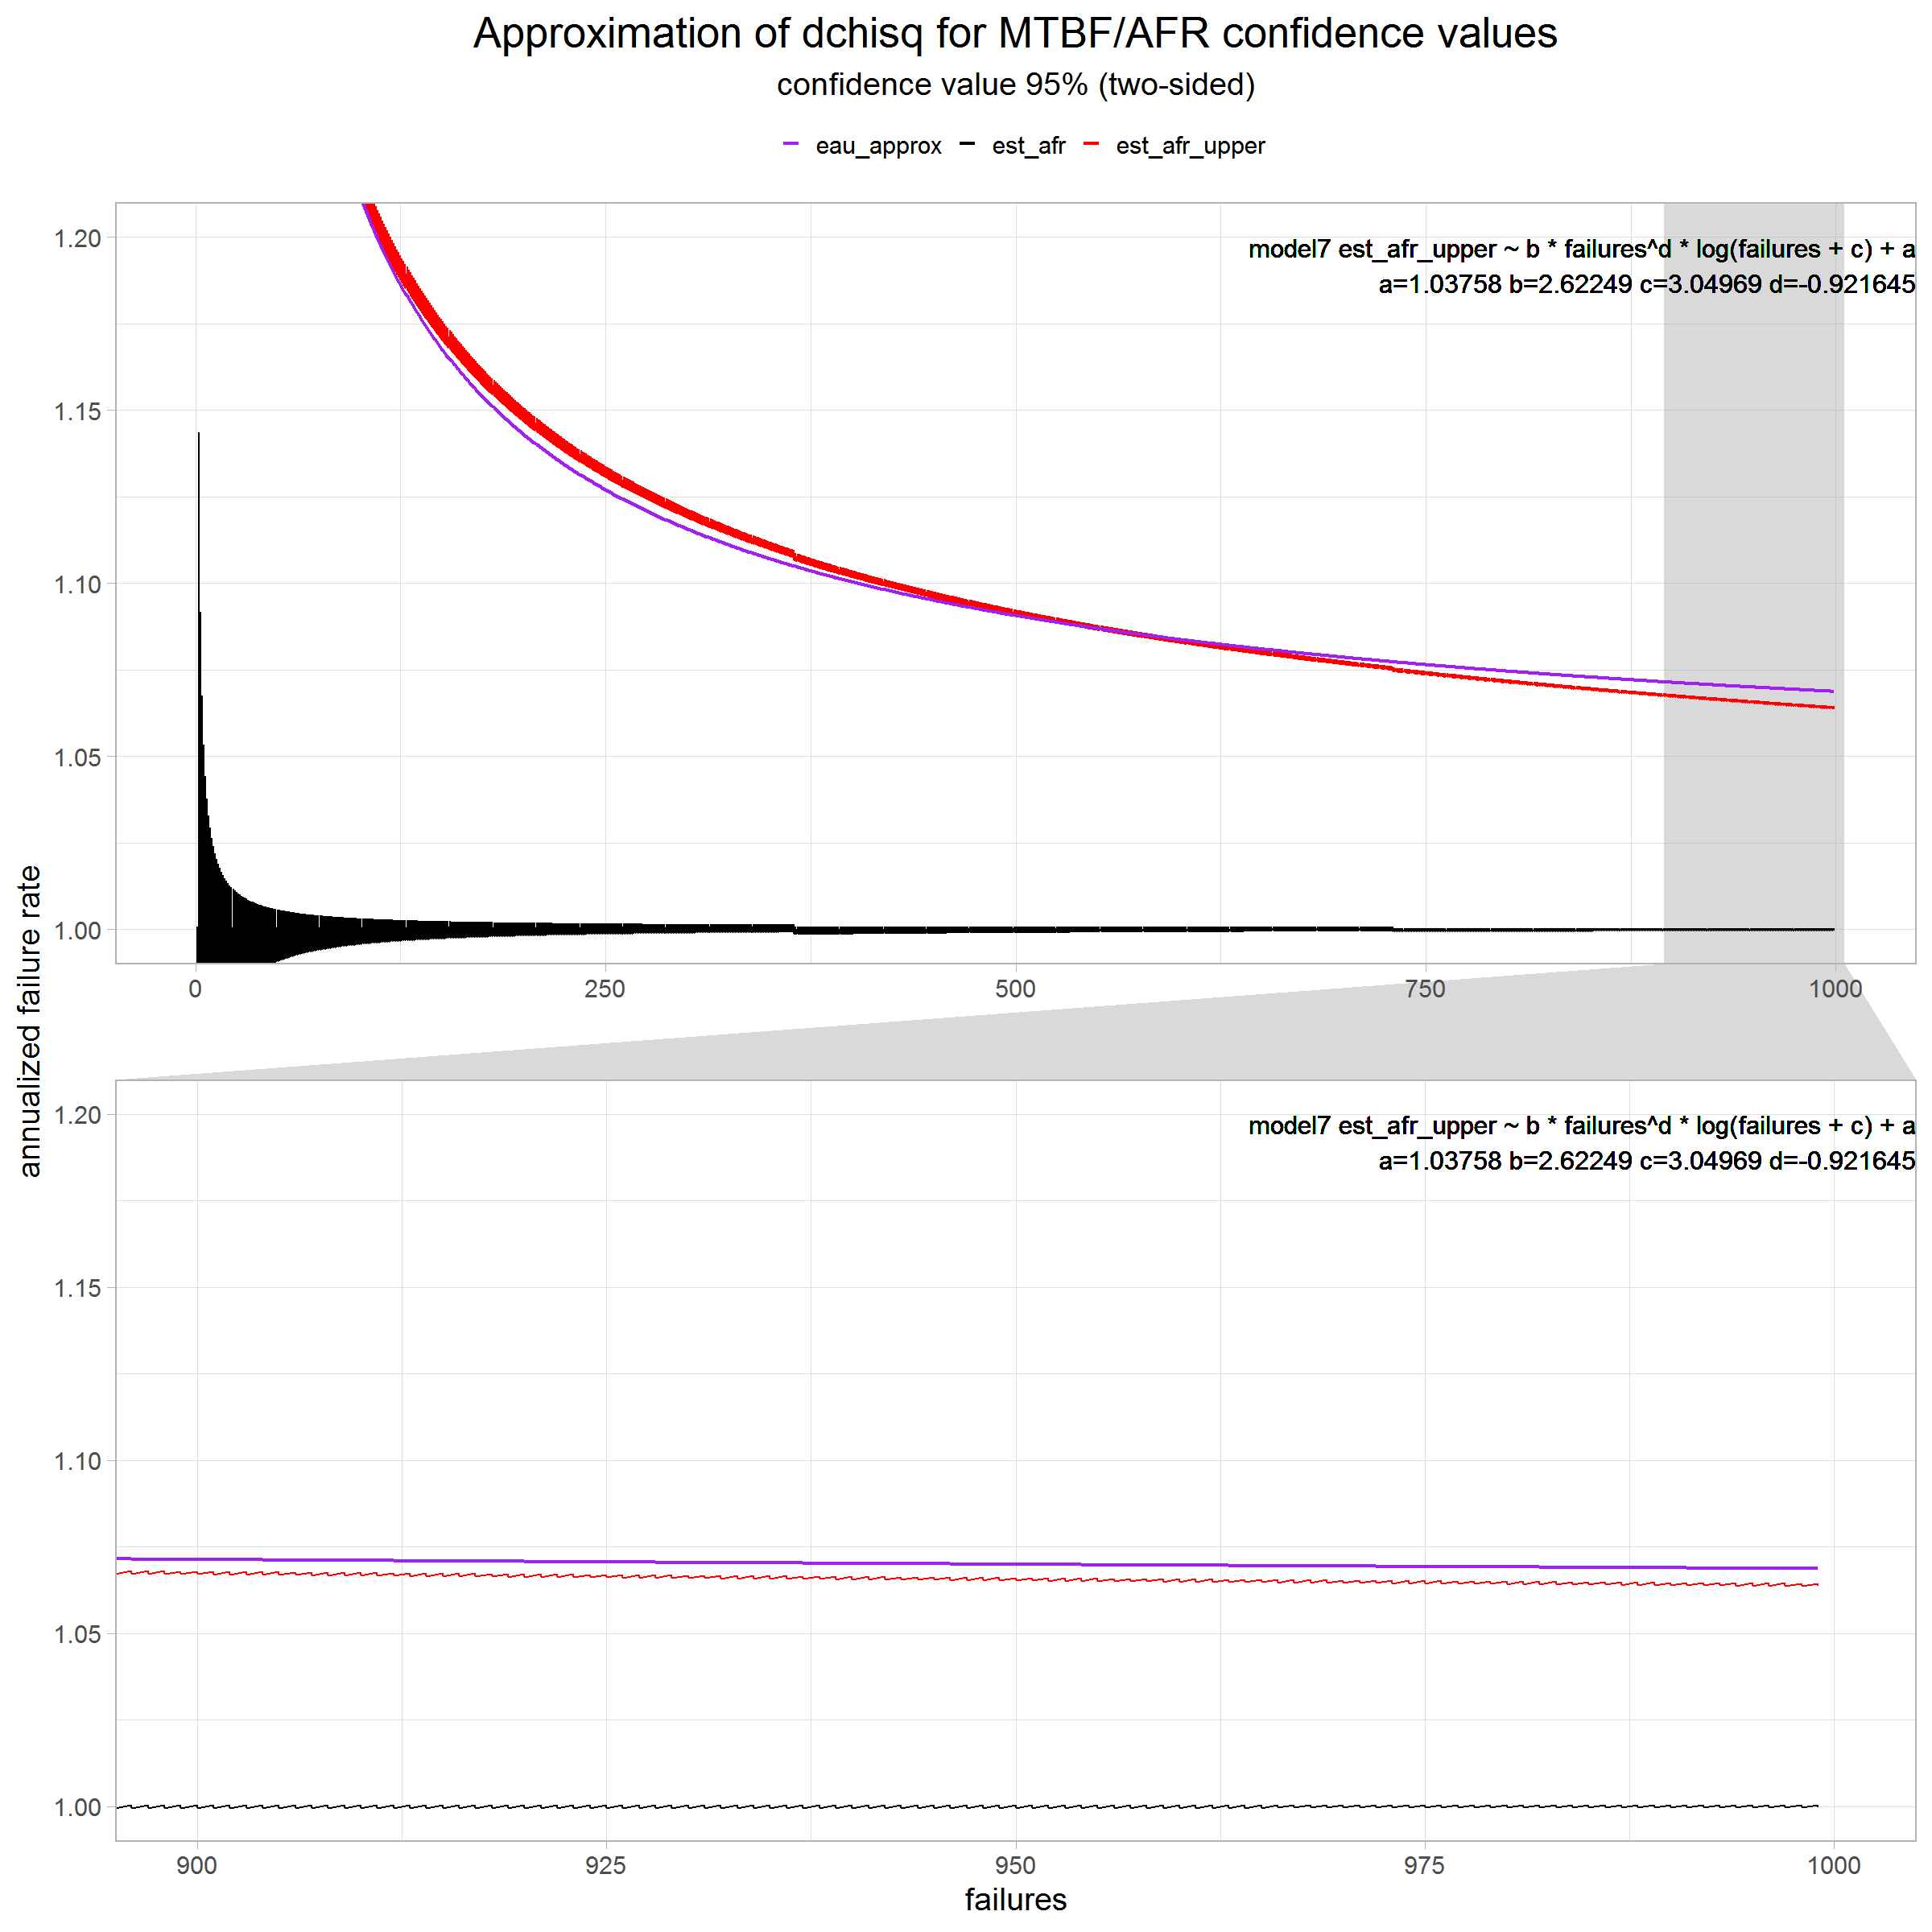 Approximation of dchisq for MTBF/AFR confidence values
confidence value 95% (two-sided)
eau_approx est_afr est_afr_upper
annualized failure rate
1.20
1.15
1.10
1.05
1.00
model7 est_afr_upper ~ b * failures^d * log(failures + c) + a
a=1.03758 b=2.62249 c=3.04969 d=-0.921645
0 250 500 750 1000
1.20
1.15
1.10
1.05
1.00
model7 est_afr_upper ~ b * failures^d * log(failures + c) + a
a=1.03758 b=2.62249 c=3.04969 d=-0.921645
900 925 950 975 1000
failures